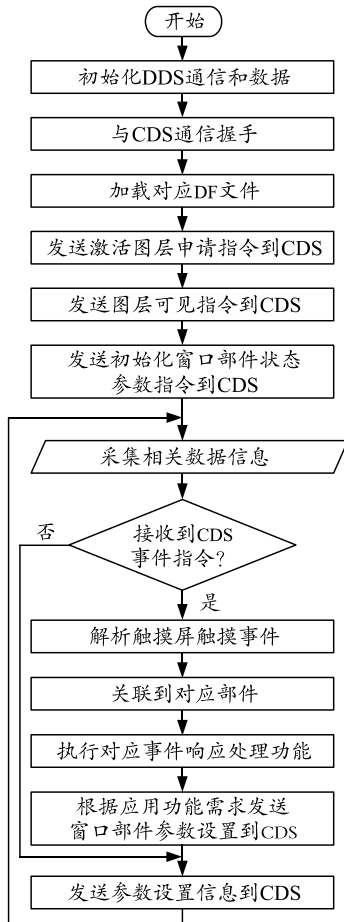 开始
初始化DDS通信和数据
与CDS通信握手
加载对应DF文件
发送激活图层申请指令到CDS
发送图层可见指令到CDS
发送初始化窗口部件状态
参数指令到CDS
采集相关数据信息
否
接收到CDS
事件指令？
是
解析触摸屏触摸事件
关联到对应部件
执行对应事件响应处理功能
根据应用功能需求发送
窗口部件参数设置到CDS
发送参数设置信息到CDS